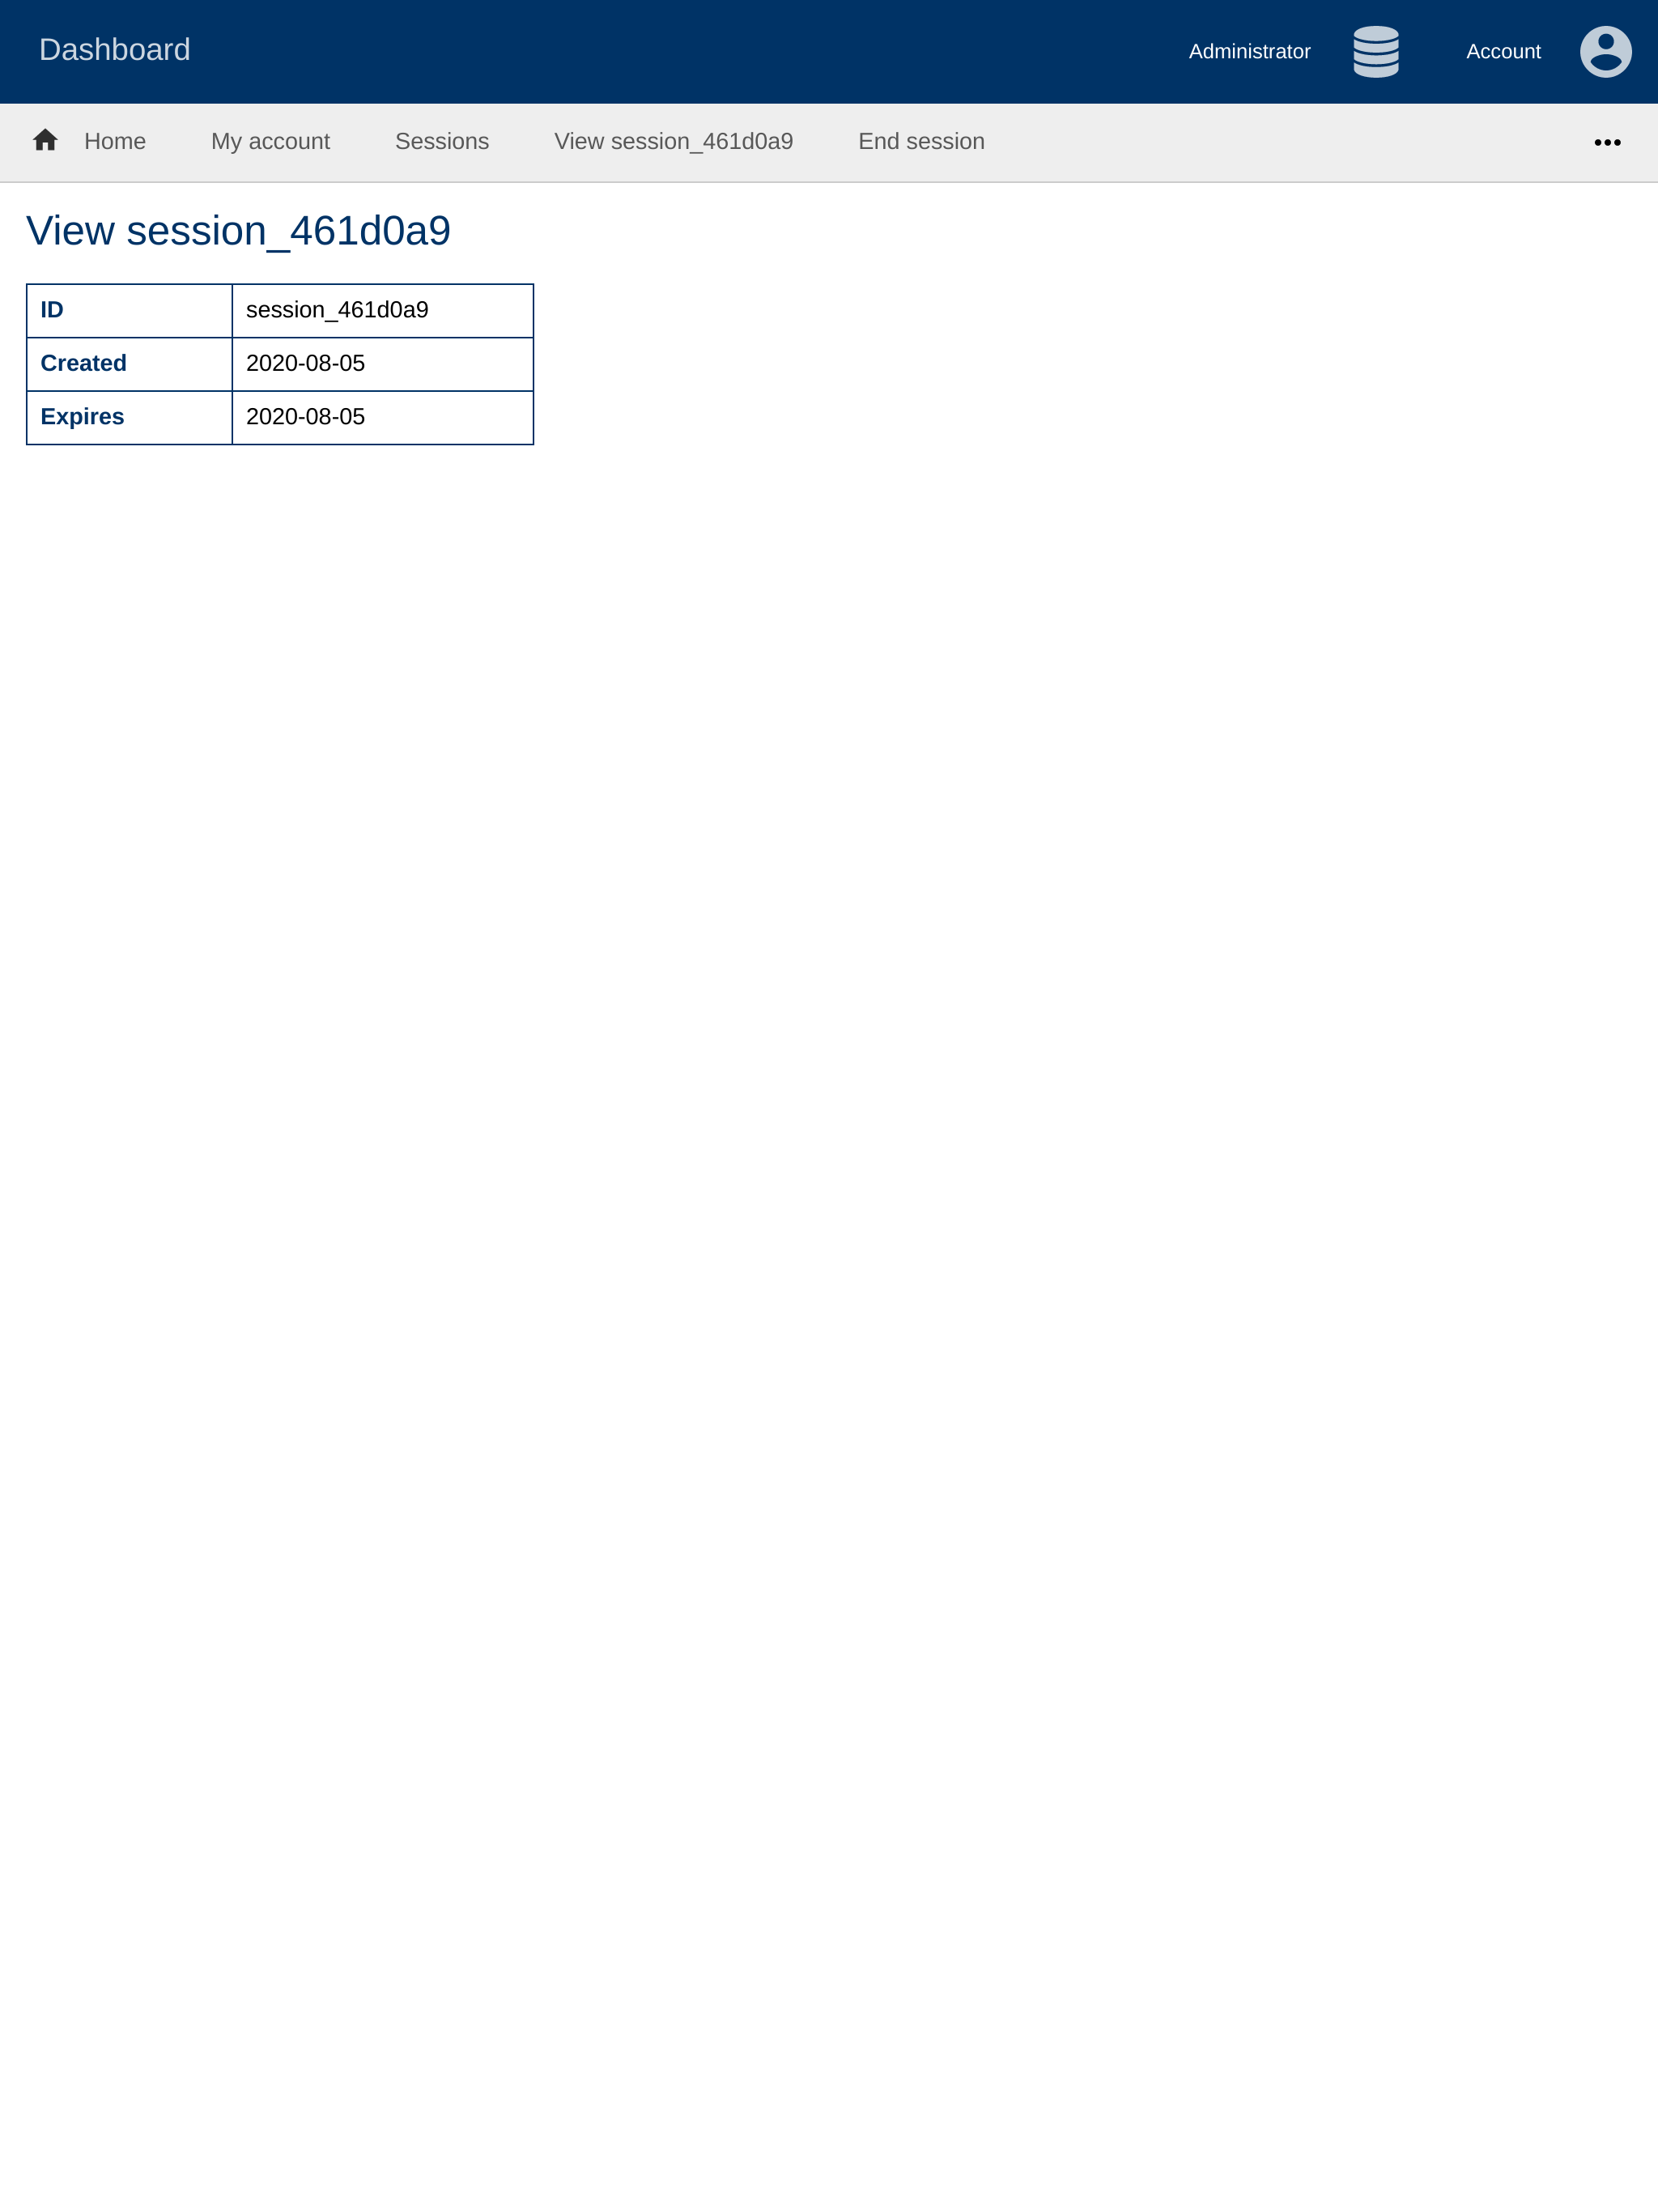 Dashboard Administrator Account
Home My account Sessions View session_461d0a9 End session
View session_461d0a9
ID session_461d0a9
Created 2020-08-05
Expires 2020-08-05